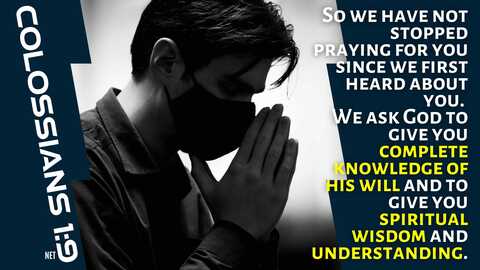 COLOSSIANS 1:9
NET
SO WE HAVE NOT
STOPPED
PRAYING FOR YOU
SINCE WE FIRST
HEARD ABOUT
YOU.
WE ASK GOD TO
GIVE YOU
COMPLETE
KNOWLEDGE OF
HIS WILL AND TO
GIVE YOU
SPIRITUAL
WISDOM AND
UNDERSTANDING.